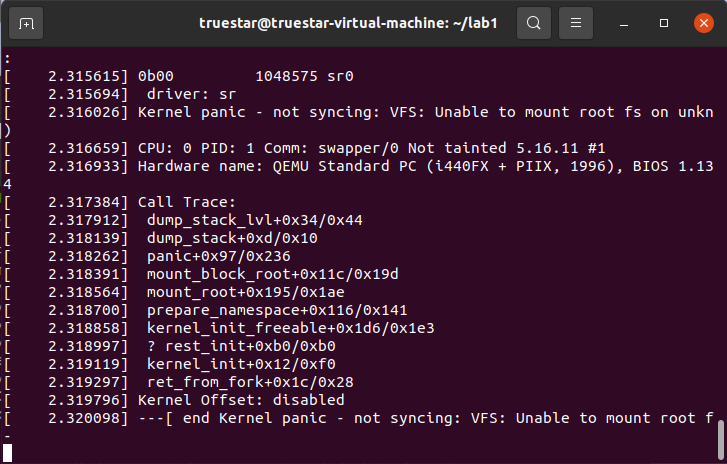 truestar@truestar-virtual-machine: ~/lab1
:
[    2.315615] 0b00         1048575 sr0
[    2.315694]  driver: sr
[    2.316026] Kernel panic - not syncing: VFS: Unable to mount root fs on unkn
)
[    2.316659] CPU: 0 PID: 1 Comm: swapper/0 Not tainted 5.16.11 #1
[    2.316933] Hardware name: QEMU Standard PC (i440FX + PIIX, 1996), BIOS 1.13
4
[    2.317384] Call Trace:
[    2.317912]  dump_stack_lvl+0x34/0x44
[    2.318139]  dump_stack+0xd/0x10
[    2.318262]  panic+0x97/0x236
[    2.318391]  mount_block_root+0x11c/0x19d
[    2.318564]  mount_root+0x195/0x1ae
[    2.318700]  prepare_namespace+0x116/0x141
[    2.318858]  kernel_init_freeable+0x1d6/0x1e3
[    2.318997]  ? rest_init+0xb0/0xb0
[    2.319119]  kernel_init+0x12/0xf0
[    2.319297]  ret_from_fork+0x1c/0x28
[    2.319796] Kernel Offset: disabled
[    2.320098] ---[ end Kernel panic - not syncing: VFS: Unable to mount root f
-